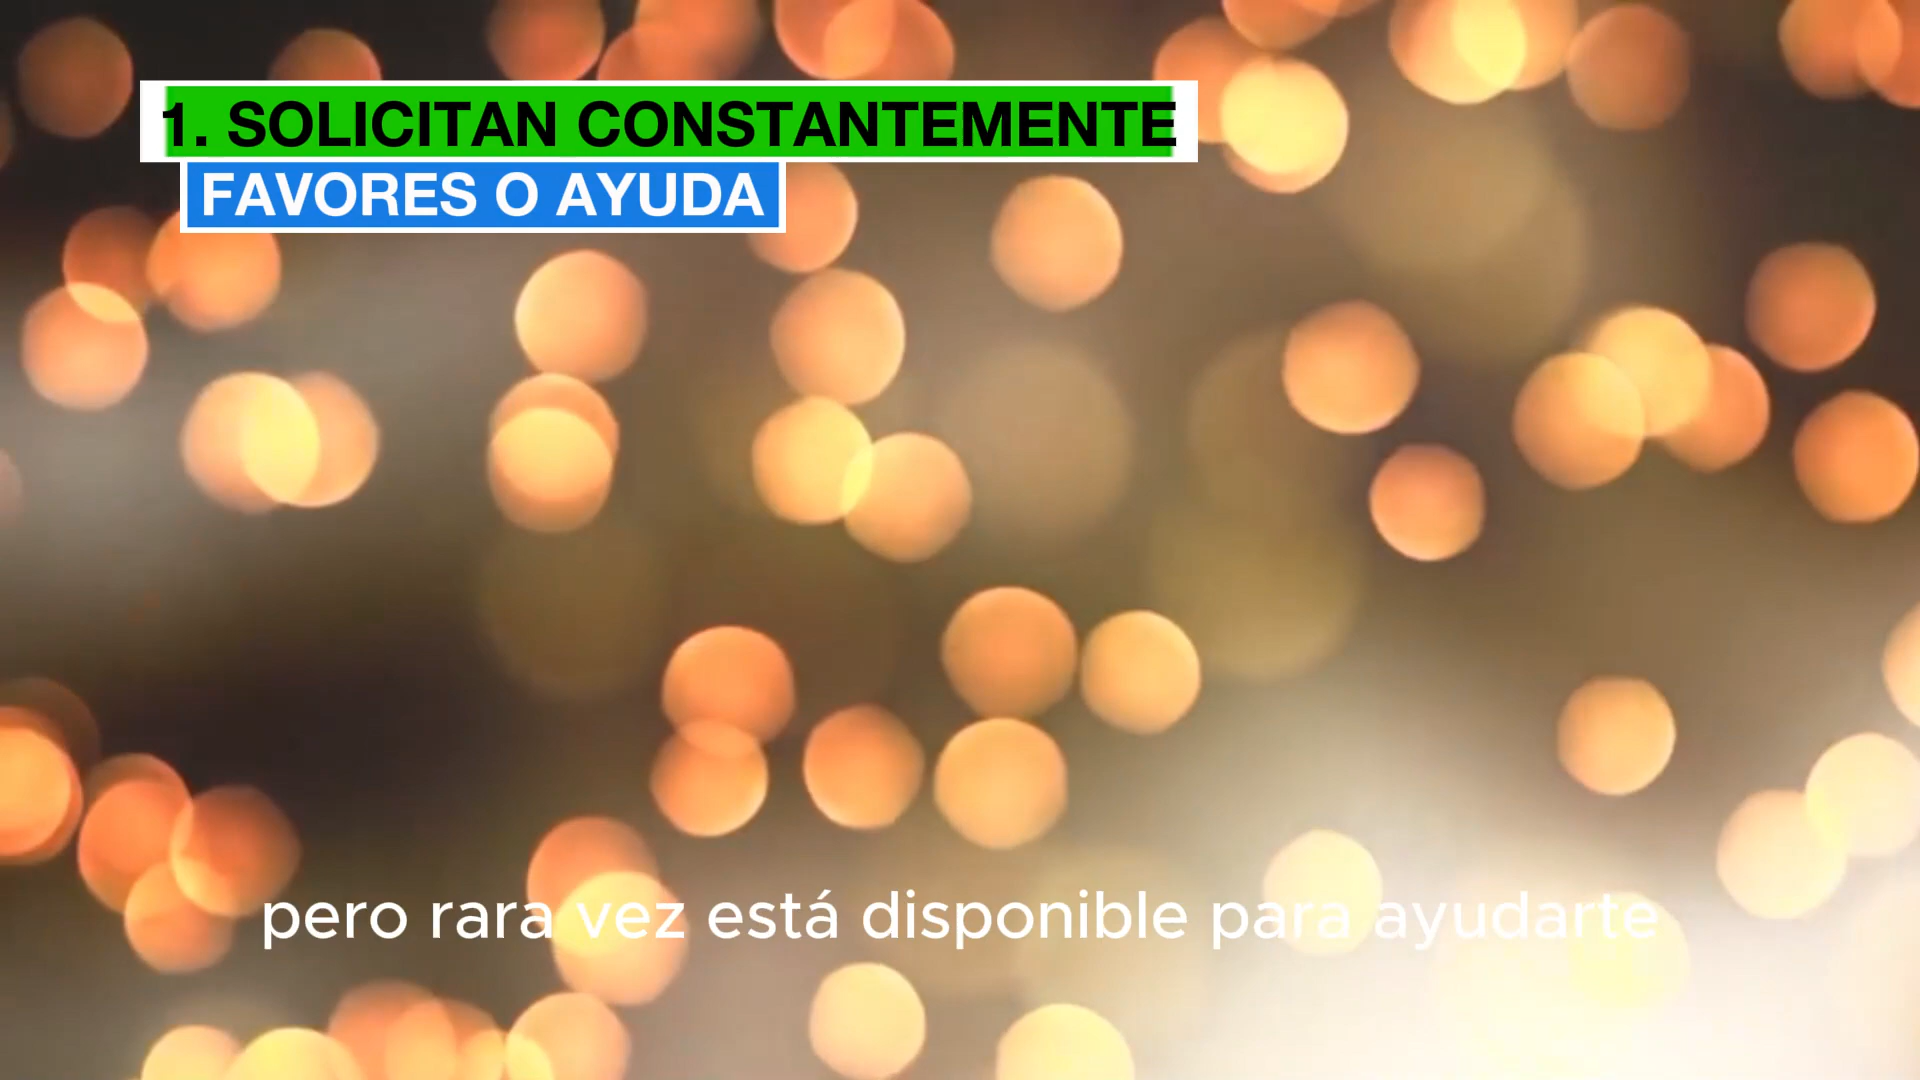 1. SOLICITAN CONSTANTEMENTE
FAVORES O AYUDA
pero rara vez está disponible para ayudarte